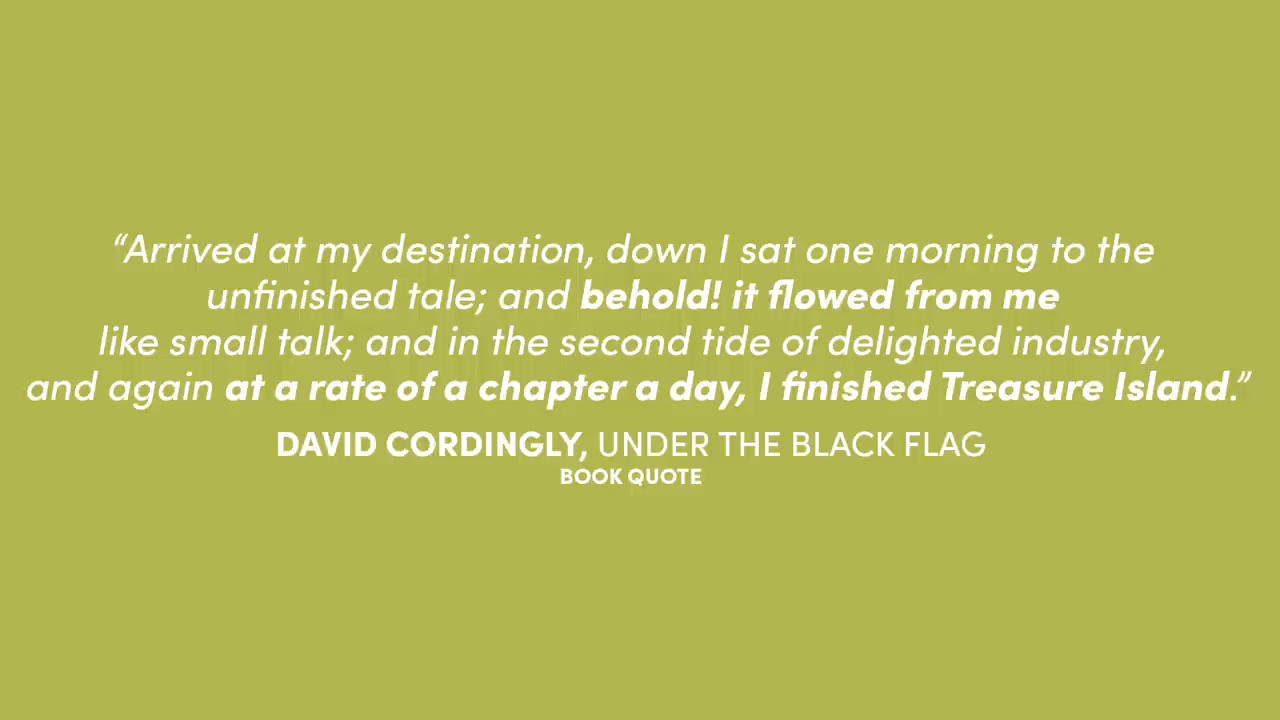 “Arrived at my destination, down I sat one morning to the
unfinished tale; and behold! it flowed from me
like small talk; and in the second tide of delighted industry,
and again at a rate of a chapter a day, I finished Treasure Island.”
DAVID CORDINGLY, UNDER THE BLACK FLAG
BOOK QUOTE